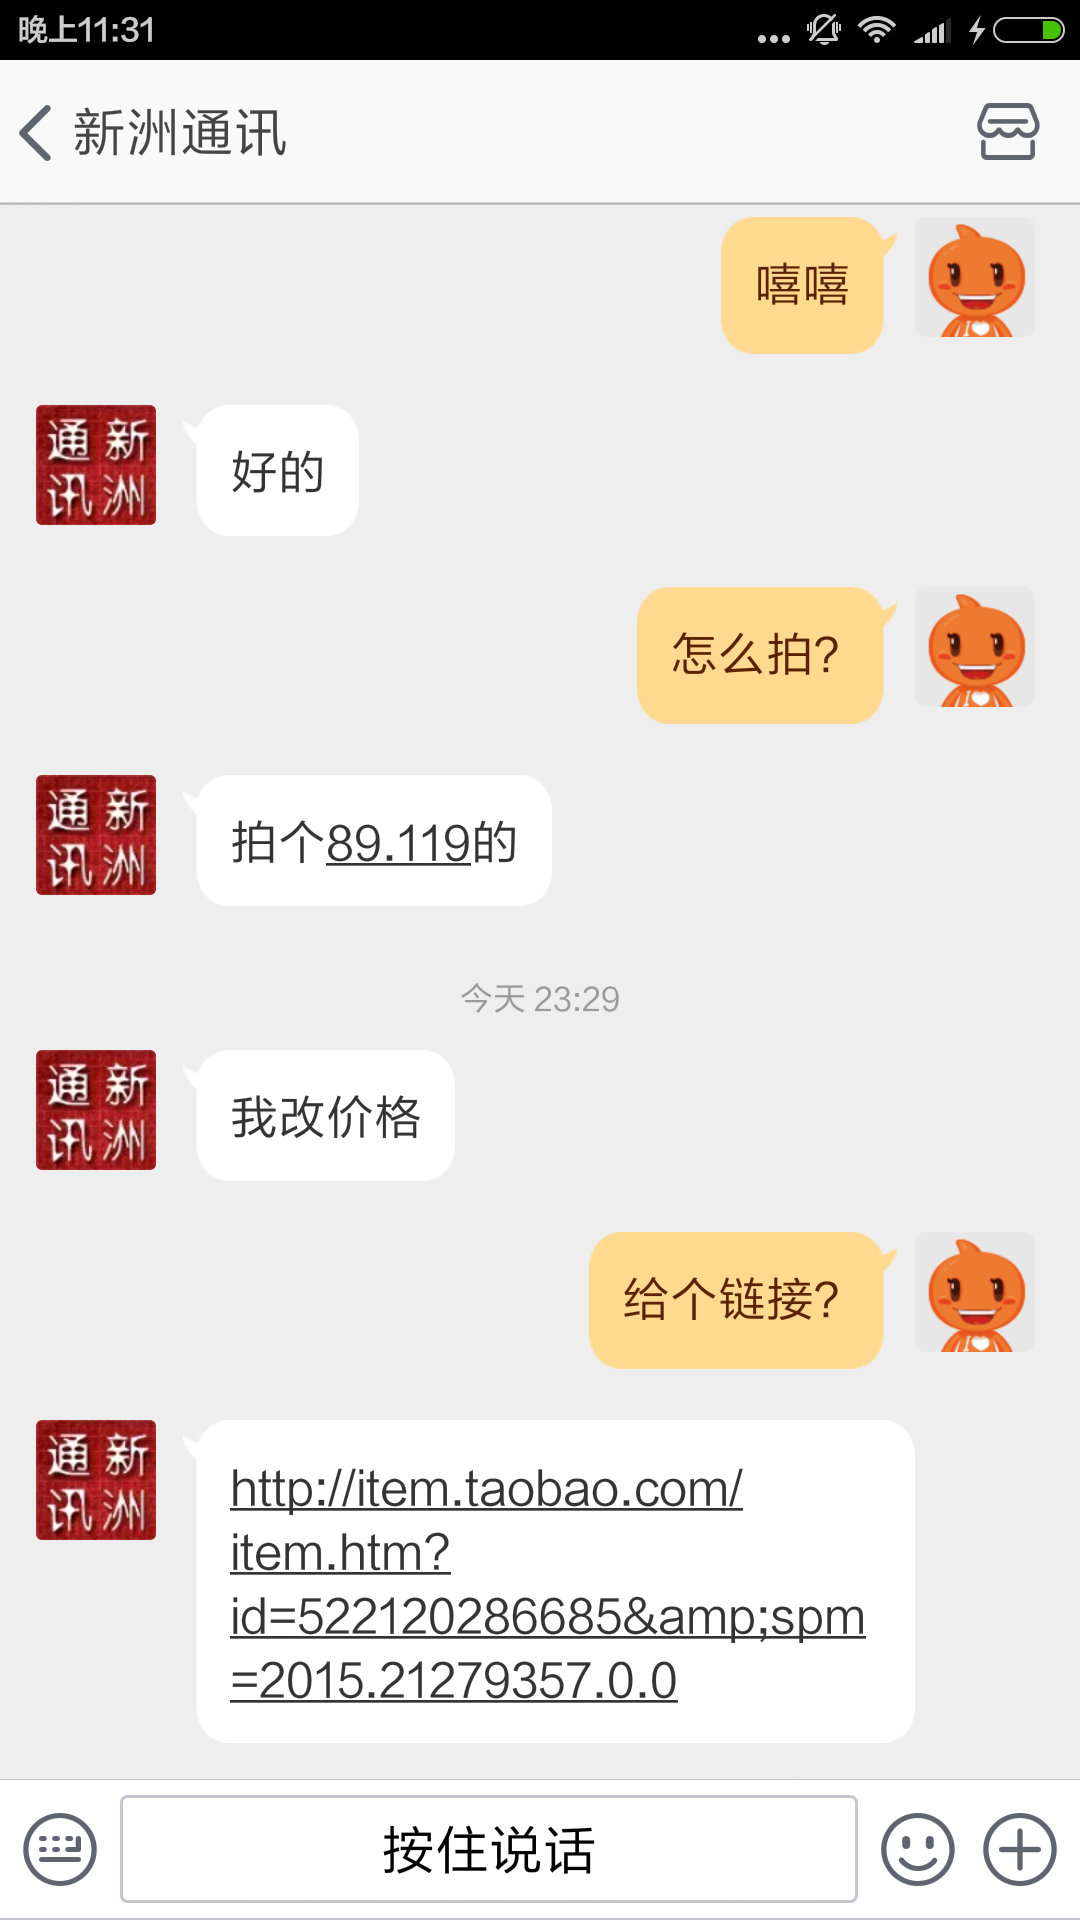 晚上11:31
新洲通讯
嘻嘻
通新
讯洲
好的
怎么拍?
通新
讯洲
拍个89.119的
今天 23:29
通新
讯洲
我改价格
给个链接?
通新
讯洲
http://item.taobao.com/
item.htm?
id=522120286685&amp;spm
=2015.21279357.0.0
按住说话